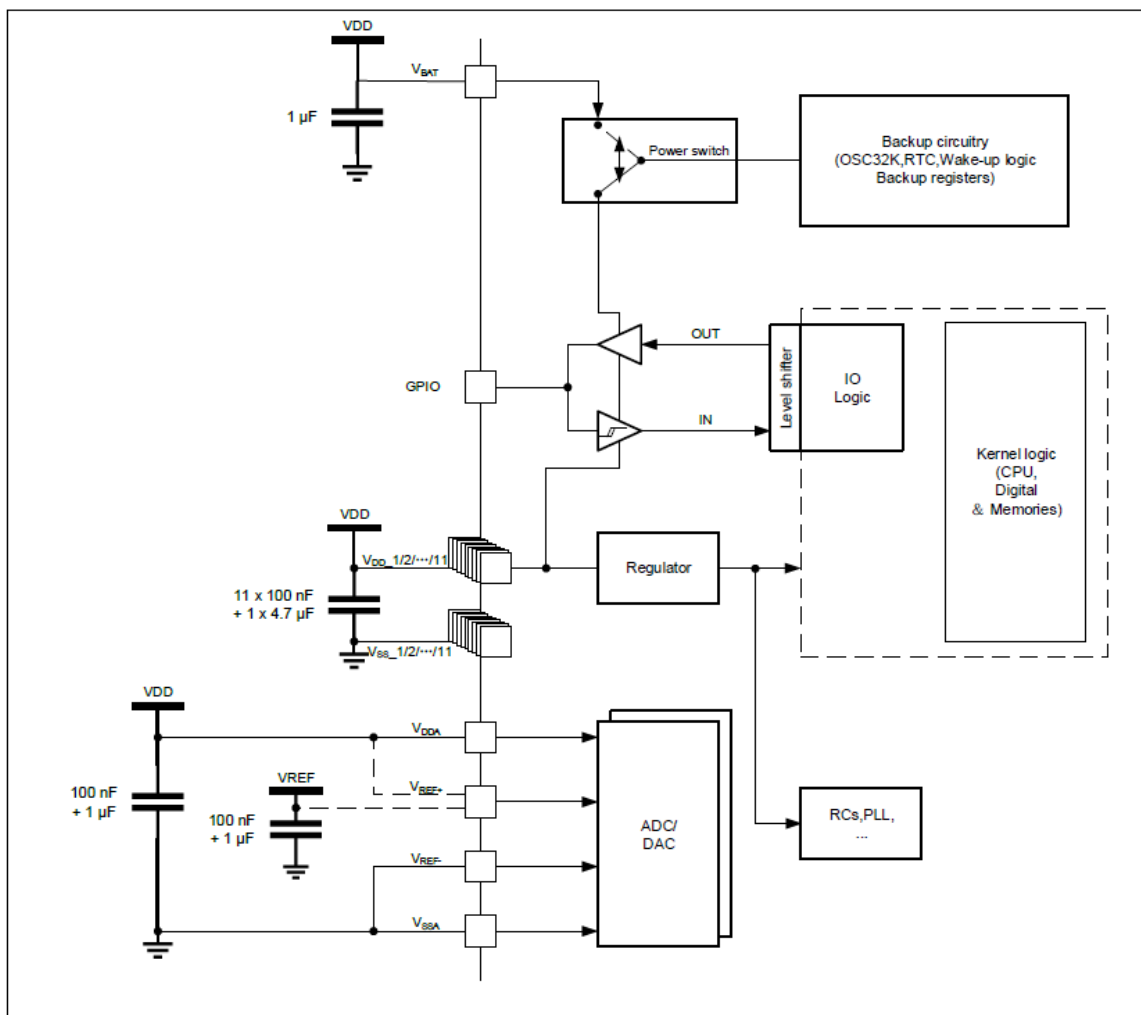 VDD
VBAT
1 µF
Power switch
Backup circuitry
(OSC32K,RTC,Wake-up logic
Backup registers)
OUT
GPIO
IN
Level shifter
IO
Logic
Kernel logic
(CPU,
Digital
& Memories)
VDD
VDD_1/2/···/11
11 x 100 nF
+ 1 x 4.7 µF
VSS_1/2/···/11
Regulator
VDD
VDDA
100 nF
+ 1 µF
VREF
VREF+
100 nF
+ 1 µF
VREF-
VSSA
ADC/
DAC
RCs,PLL,
...